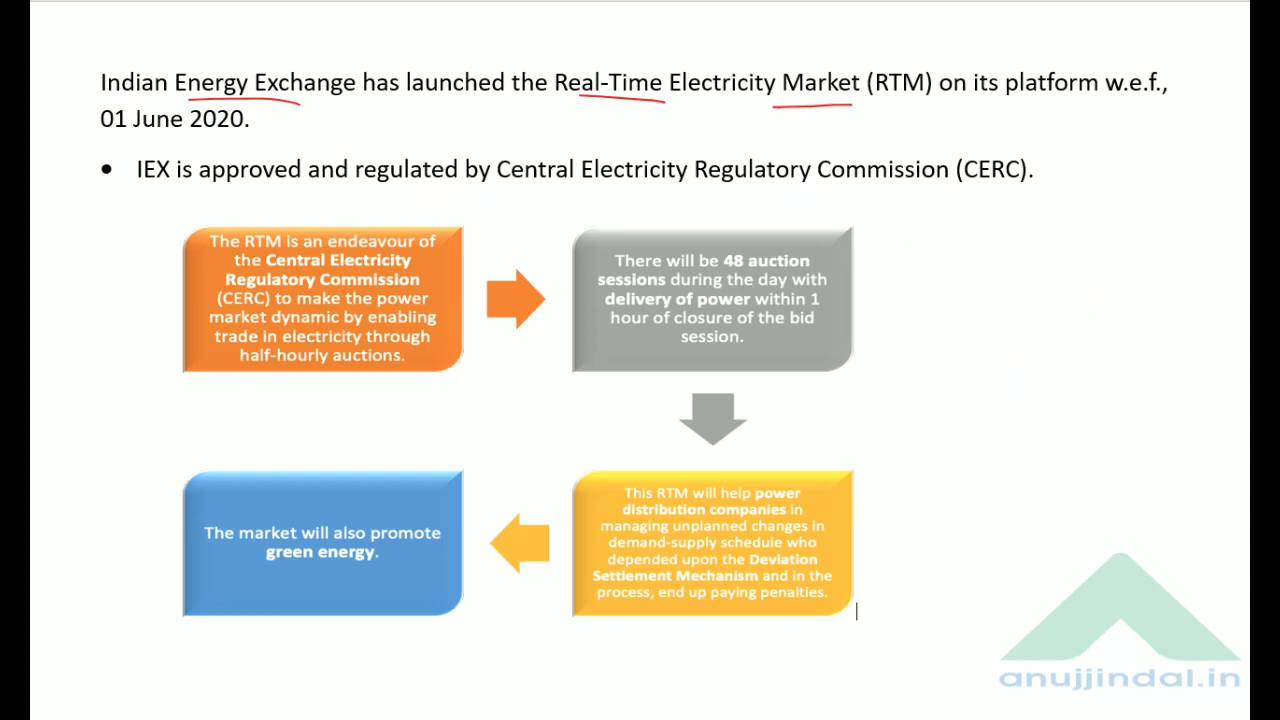 Indian Energy Exchange has launched the Real-Time Electricity Market (RTM) on its platform w.e.f.,
01 June 2020.
• IEX is approved and regulated by Central Electricity Regulatory Commission (CERC).
The RTM is an endeavour of
the Central Electricity
Regulatory Commission
(CERC) to make the power
market dynamic by enabling
trade in electricity through
half-hourly auctions.
There will be 48 auction
sessions during the day with
delivery of power within 1
hour of closure of the bid
session.
This RTM will help power
distribution companies in
managing unplanned changes in
demand-supply schedule who
depended upon the Deviation
Settlement Mechanism and in the
process, end up paying penalties.
The market will also promote
green energy.
anujjindal.in